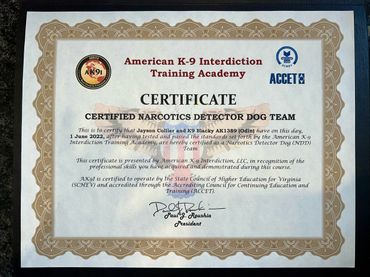 AK9I
American K-9 Interdiction
Training Academy
ACCET
CERTIFICATE
CERTIFIED NARCOTICS DETECTOR DOG TEAM
This is to certify that Jayson Collier and K9 Blacky AK1389 (Odin) have on this day,
1 June 2022, after having tested and passed the standards set forth by the American K-9
Interdiction Training Academy, are hereby certified as a Narcotics Detector Dog (NDD)
Team
This certificate is presented by American K-9 Interdiction, LLC, in recognition of the
professional skills you have acquired and demonstrated during this course.
AK9I is certified to operate by the State Council of Higher Education for Virginia
(SCHEV) and accredited through the Accrediting Council for Continuing Education and
Training (ACCET).
Paul J. Roushia
President